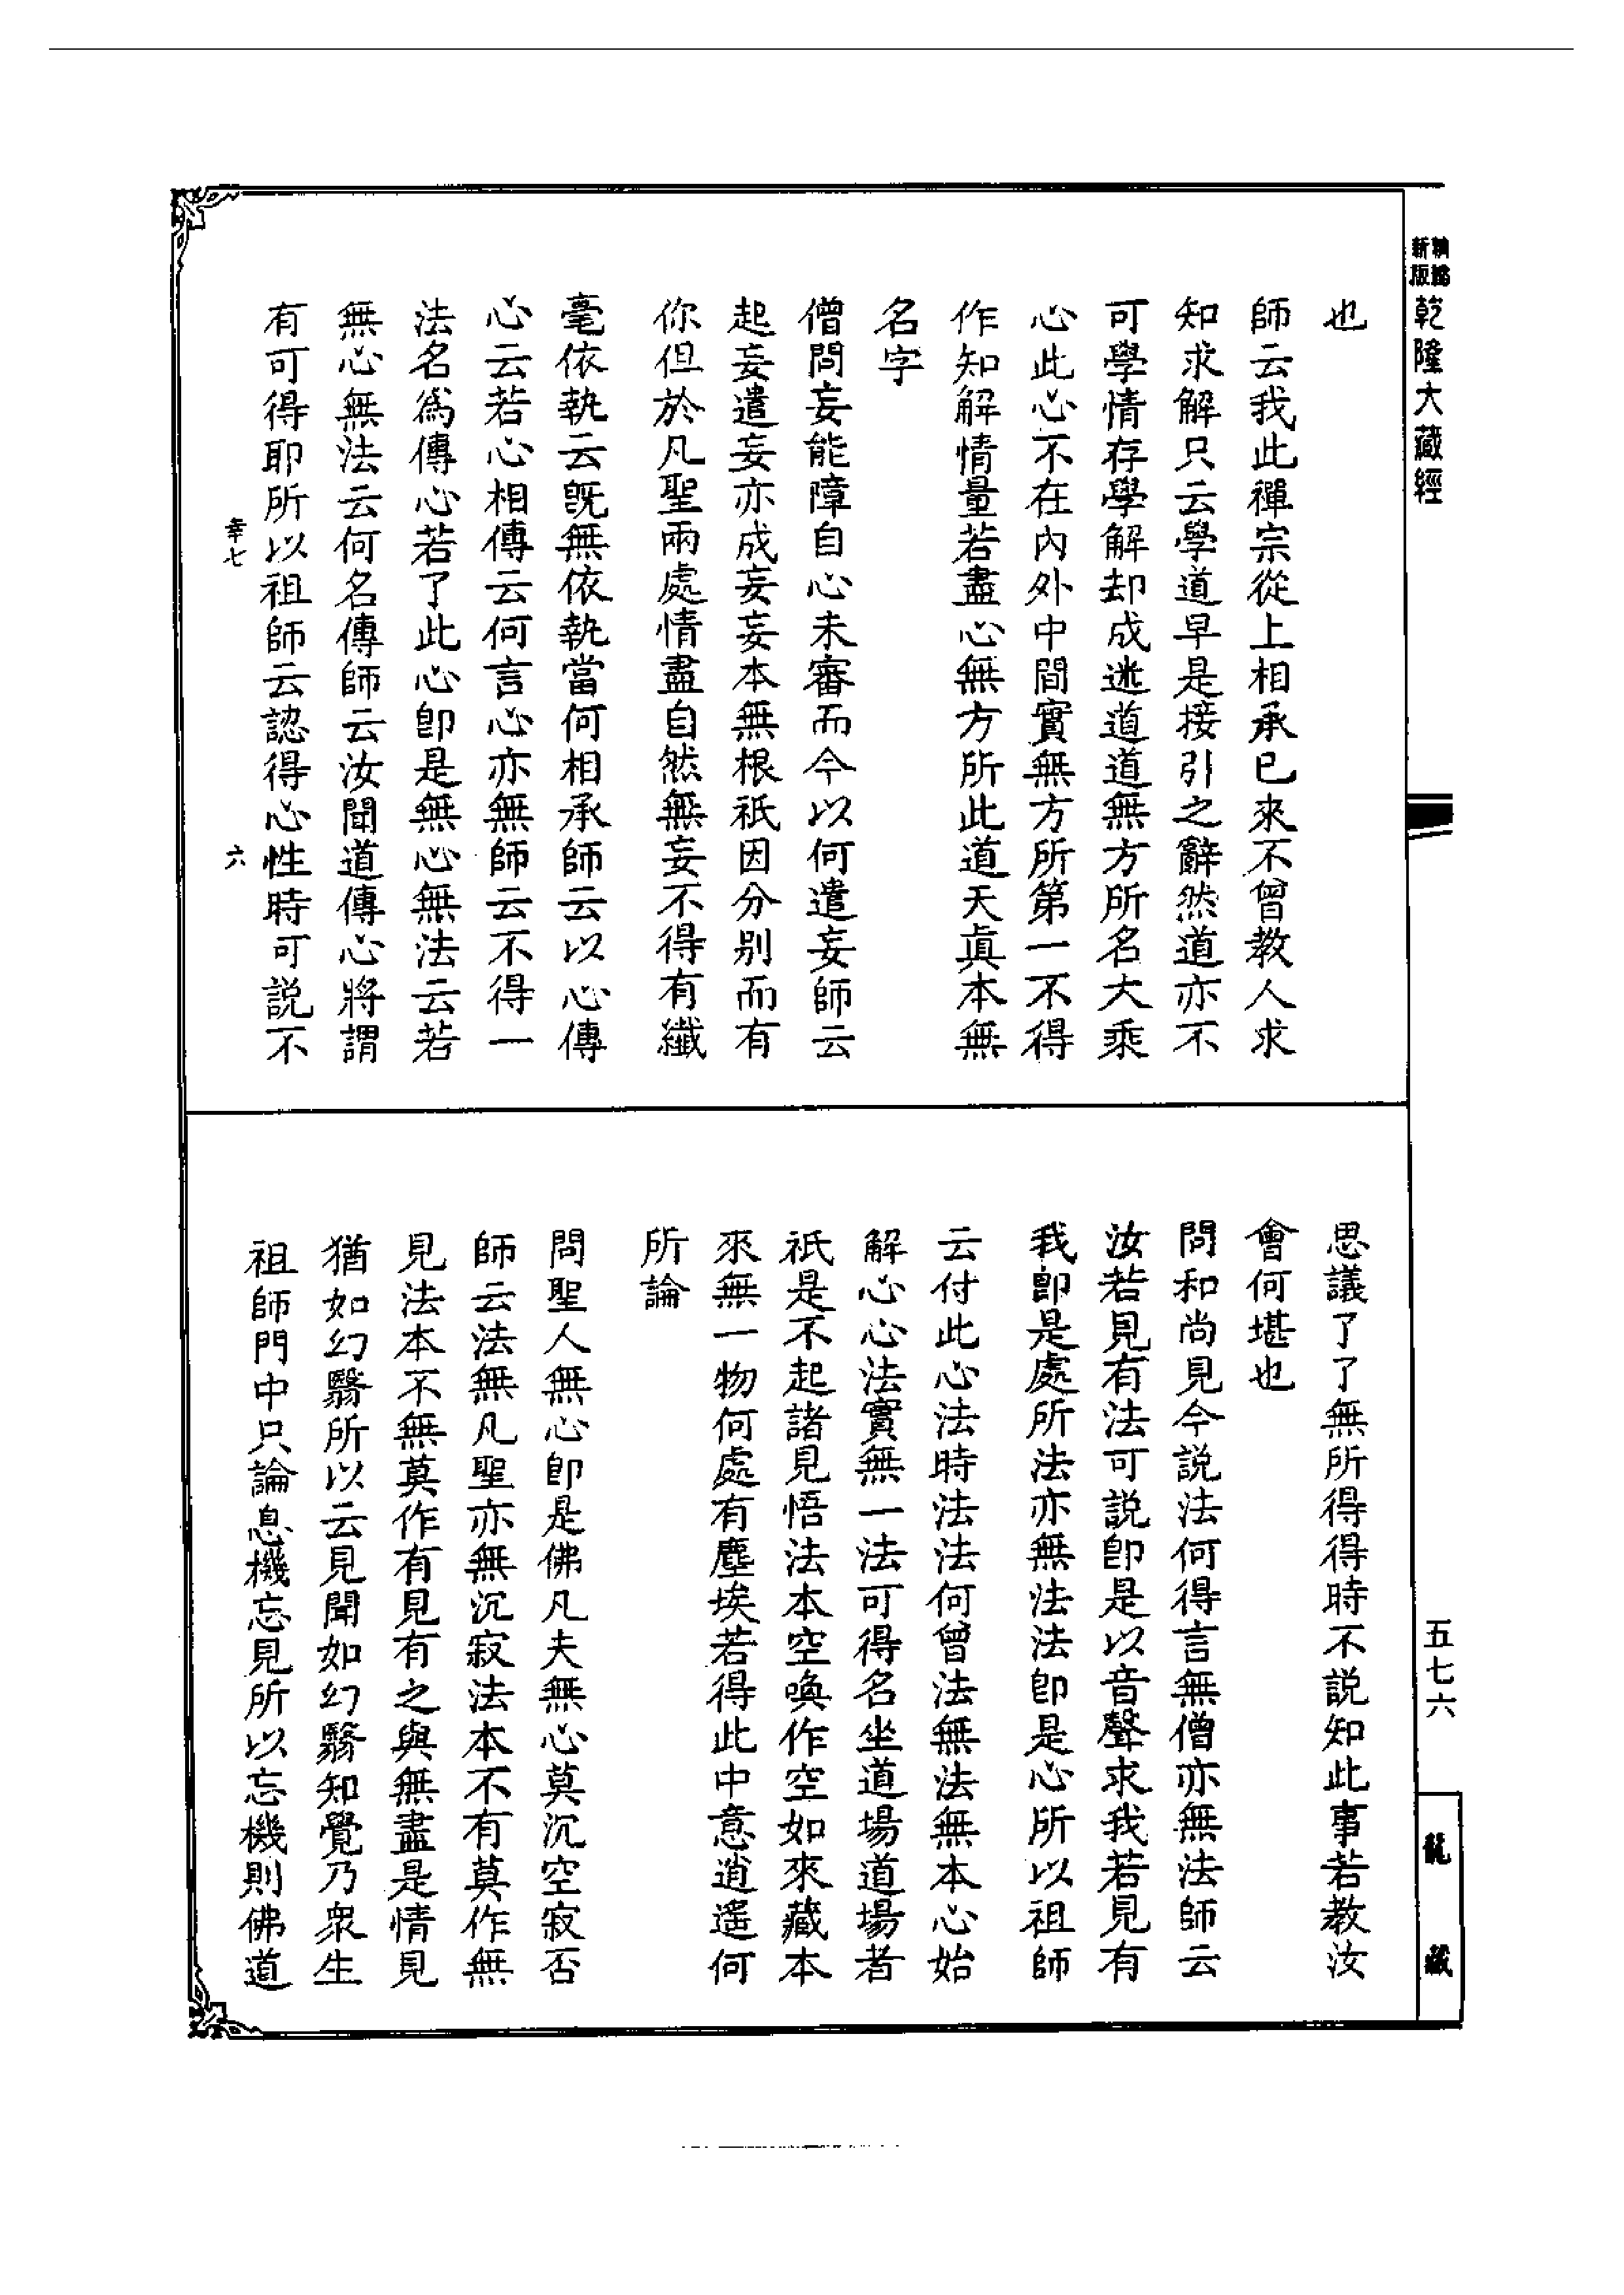 新版
乾隆大藏經
也
師云我此禪宗從上相承已來不曾教人求
知求解只云學道早是接引之辭然道亦不
可學情存學解却成迷道道無方所名大乘
心此心不在內外中間實無方所第一不得
作知解情量若盡心無方所此道天眞本無
名字
僧問妄能障自心未審而今以何遣妄師云
起妄遣妄亦成妄妄本無根祇因分別而有
你但於凡聖兩處情盡自然無妄不得有纖
毫依執云旣無依執當何相承師云以心傳
心云若心相傳云何言心亦無師云不得一
法名爲傳心若了此心卽是無心無法云若
無心無法云何名傳師云汝聞道傳心將謂
有可得耶所以祖師云認得心性時可説不
幸七
六
思議了了無所得得時不説知此事若教汝
會何堪也
問和尚見今説法何得言無僧亦無法師云
汝若見有法可説卽是以音聲求我若見有
我卽是處所法亦無法法卽是心所以祖師
云付此心法時法法何曾法無法無本心始
解心心法實無一法可得名坐道場道場者
祇是不起諸見悟法本空喚作空如來藏本
來無一物何處有塵埃若得此中意逍遙何
所論
問聖人無心卽是佛凡夫無心莫沉空寂否
師云法無凡聖亦無沉寂法本不有莫作無
見法本不無莫作有見有之與無盡是情見
猶如幻翳所以云見聞如幻翳知覺乃衆生
祖師門中只論息機忘見所以忘機則佛道
五七六
龍
藏